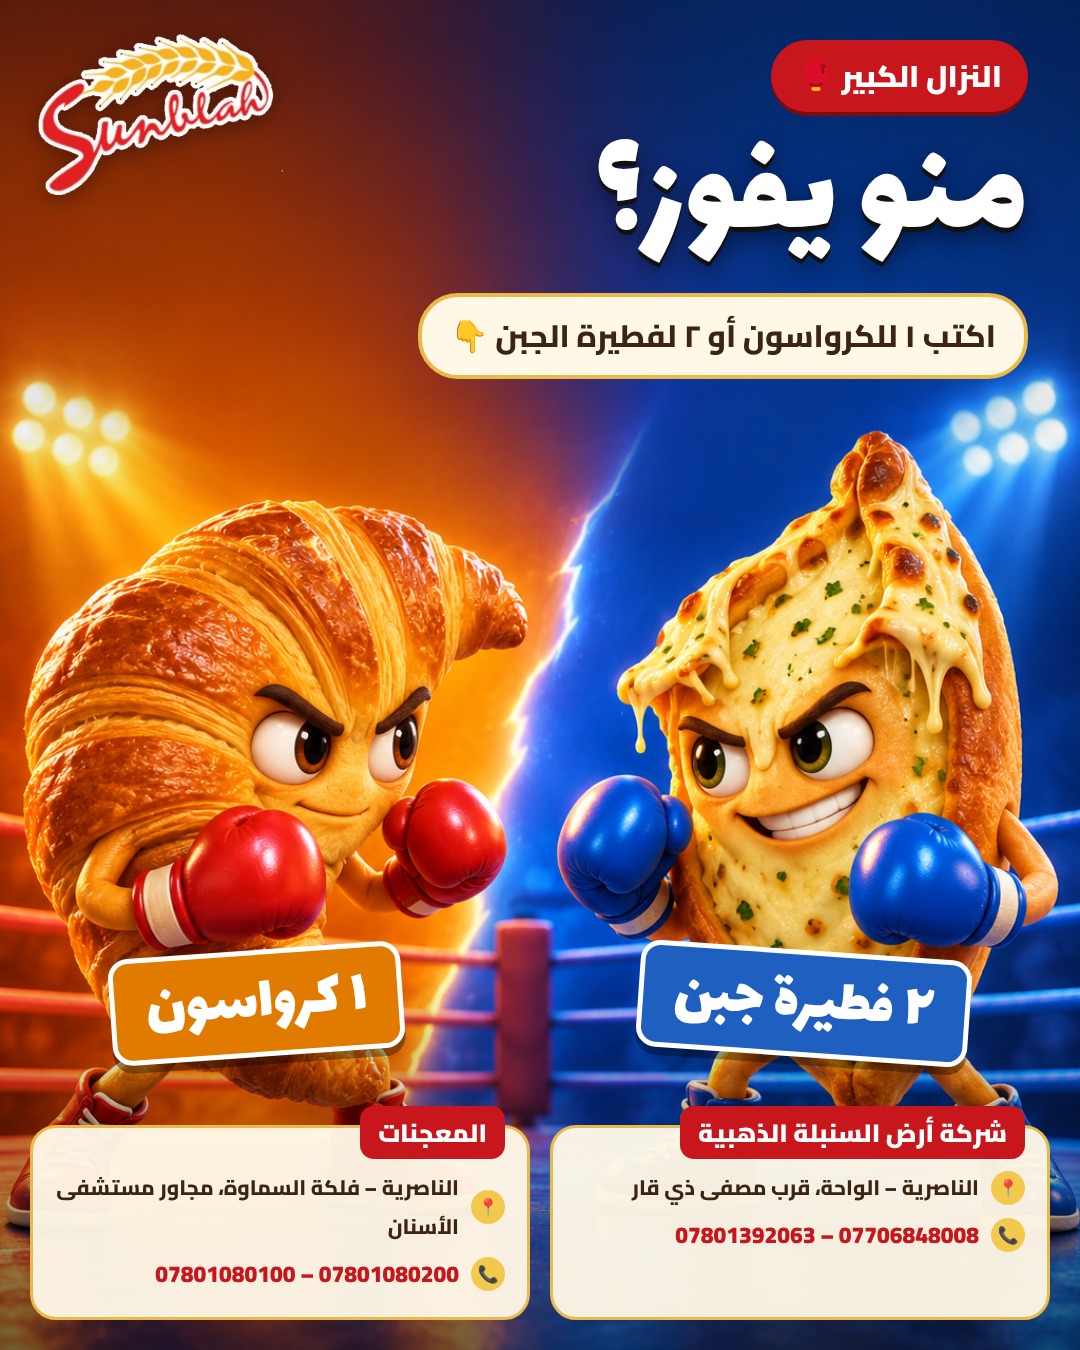 Sunblah
النزال الكبير
منو يفوز؟
اكتب ١ للكرواسون أو ٢ لفطيرة الجبن
١ كرواسون
٢ فطيرة جبن
شركة أرض السنبلة الذهبية
الناصرية – الواحة، قرب مصفى ذي قار
07801392063 – 07706848008
المعجنات
الناصرية – فلكة السماوة، مجاور مستشفى
الأسنان
07801080100 – 07801080200